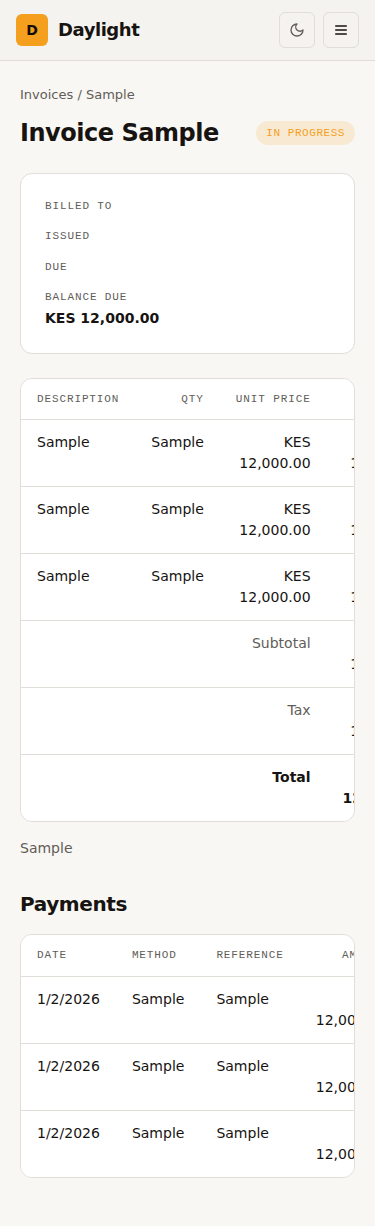 D Daylight
Invoices / Sample
Invoice Sample IN PROGRESS
BILLED TO
ISSUED
DUE
BALANCE DUE
KES 12,000.00
DESCRIPTION QTY UNIT PRICE
Sample Sample KES
12,000.00
Sample Sample KES
12,000.00
Sample Sample KES
12,000.00
Subtotal
Tax
Total
Sample
Payments
DATE METHOD REFERENCE
1/2/2026 Sample Sample
1/2/2026 Sample Sample
1/2/2026 Sample Sample